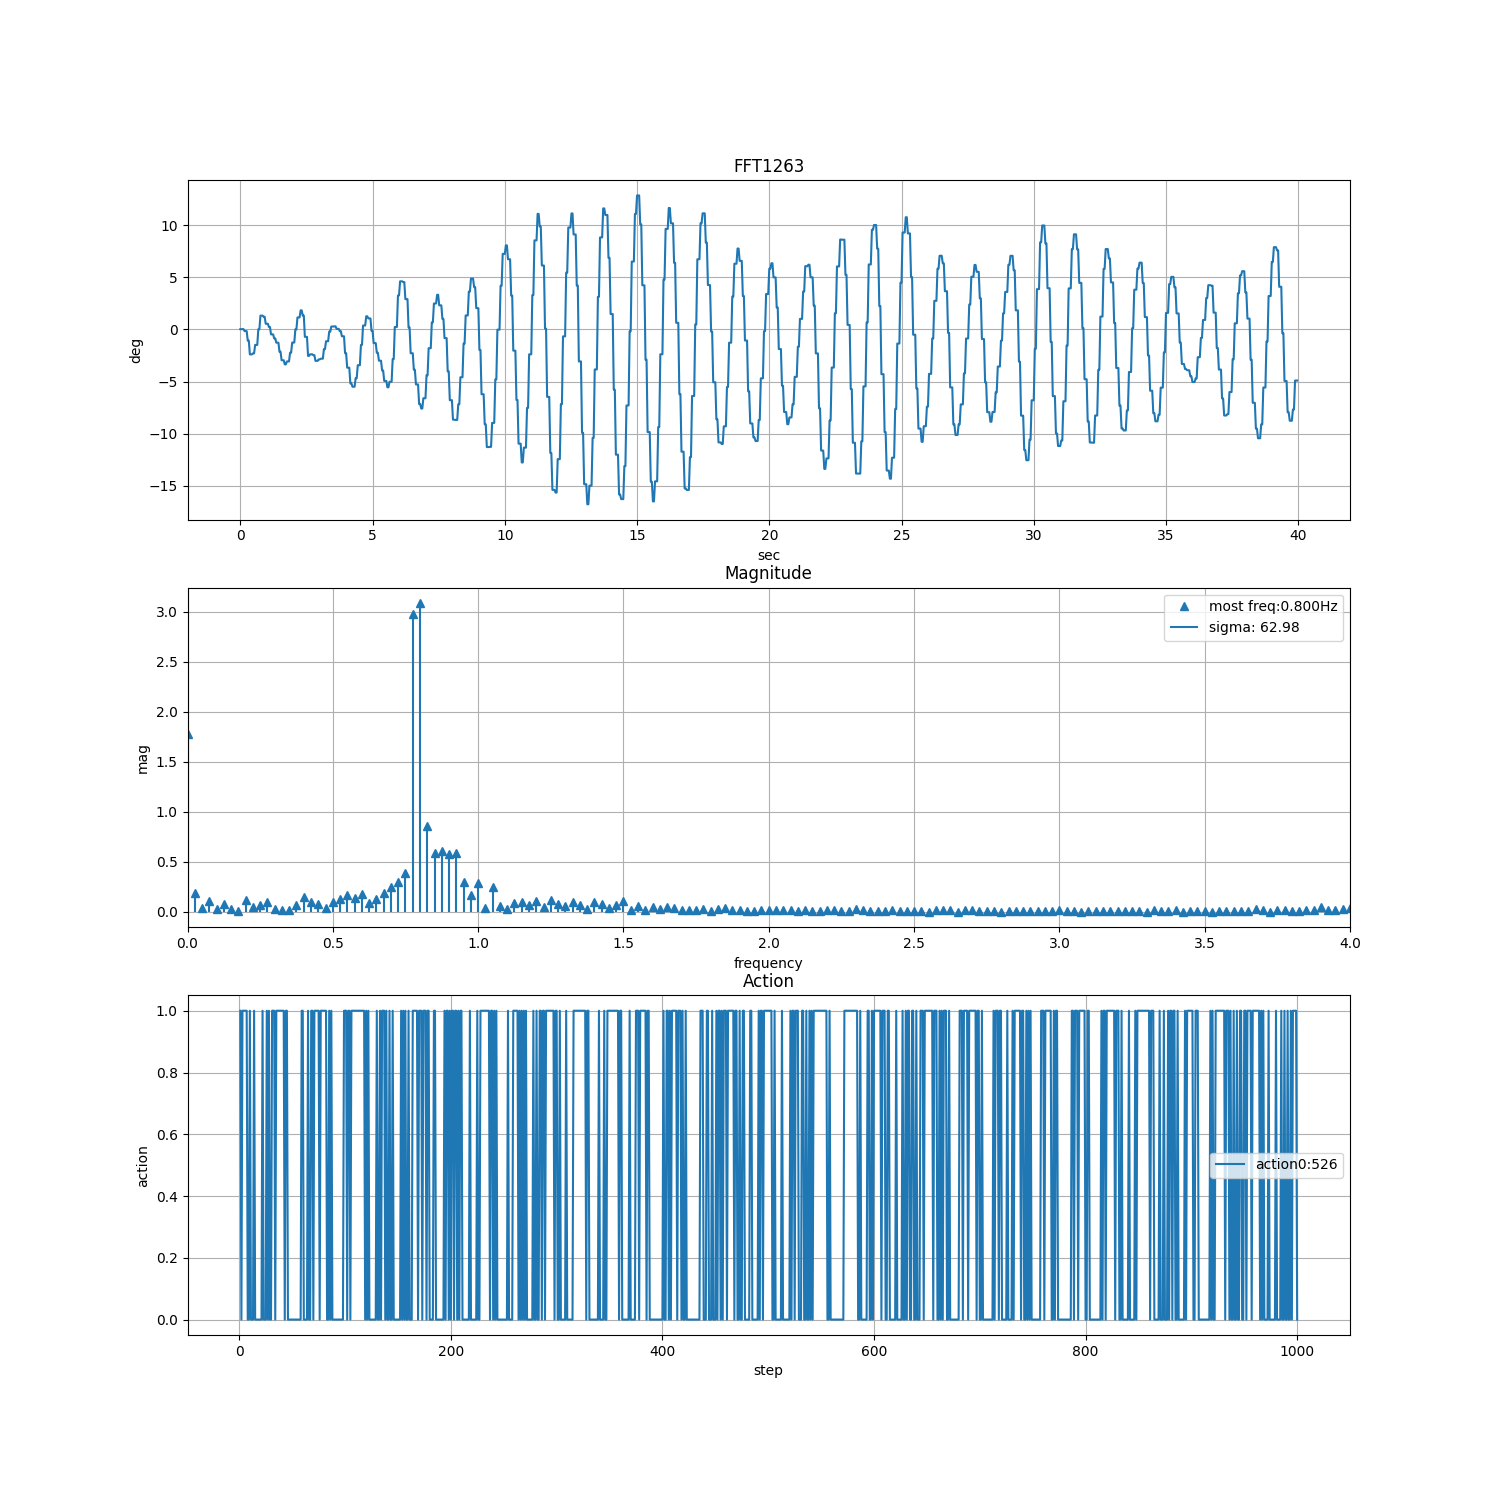 FFT1263
10
5
0
−5
−10
−15
deg
0 5 10 15 20 25 30 35 40
sec
Magnitude
3.0
2.5
2.0
1.5
1.0
0.5
0.0
mag
most freq:0.800Hz
sigma: 62.98
0.0 0.5 1.0 1.5 2.0 2.5 3.0 3.5 4.0
frequency
Action
1.0
0.8
0.6
0.4
0.2
0.0
action
action0:526
0 200 400 600 800 1000
step